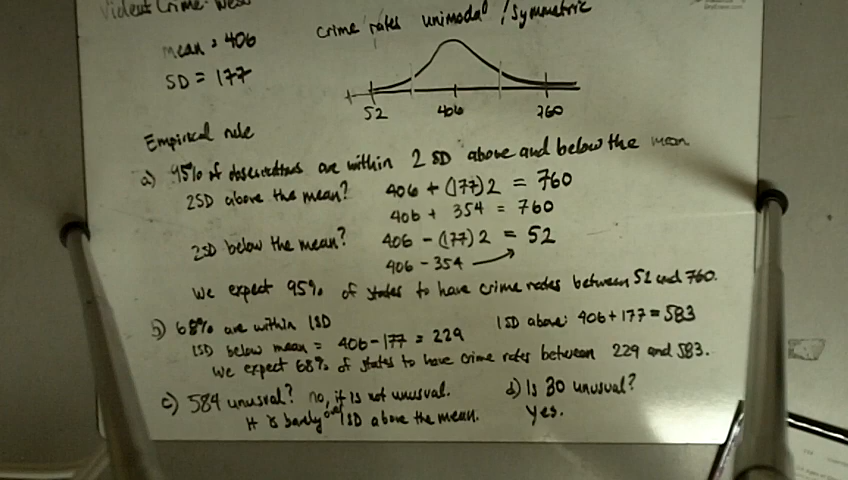 Violent Crime - West
crime rates unimodal / symmetric
mean = 406
SD = 177
52 406 760
Empirical rule
a) 95% of observations are within 2 SD above and below the mean
2SD above the mean? 406 + (177)2 = 760
406 + 354 = 760
2SD below the mean? 406 - (177)2 = 52
406 - 354
We expect 95% of states to have crime rates between 52 and 760.
b) 68% are within 1SD
1SD above: 406 + 177 = 583
1SD below mean = 406 - 177 = 229
We expect 68% of states to have crime rates between 229 and 583.
c) 584 unusual? no, it is not unusual.
It is barely over 1SD above the mean.
d) Is 30 unusual?
Yes.